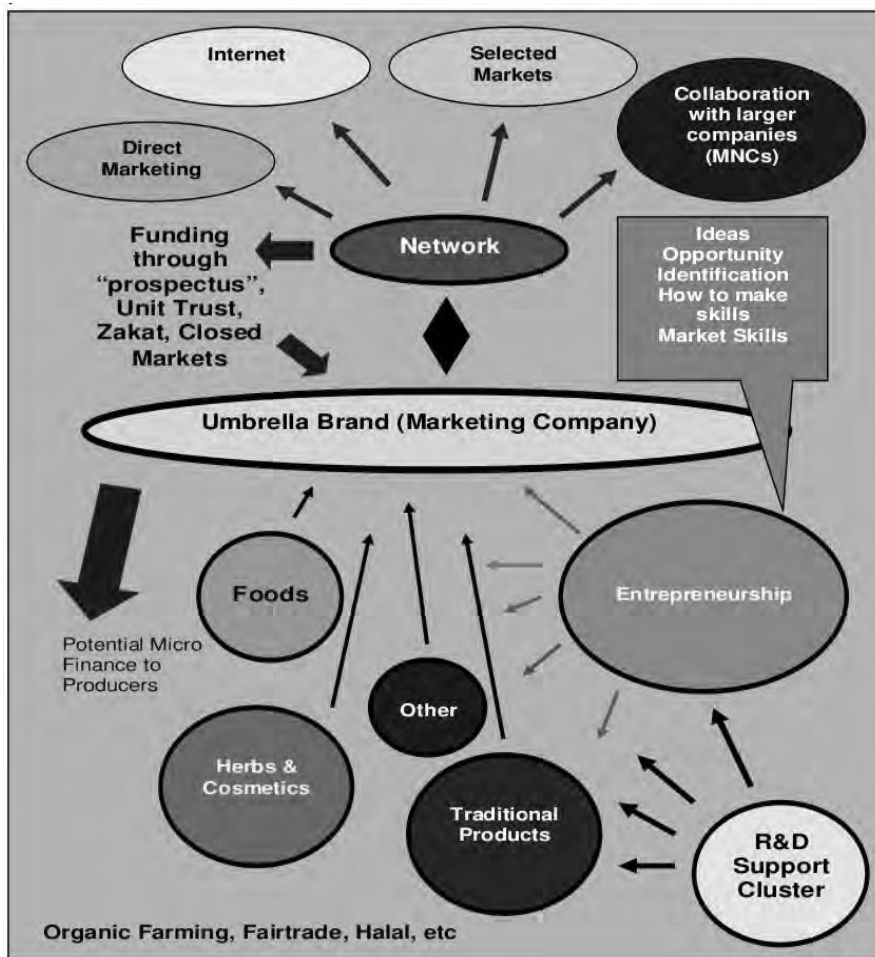 Internet
Selected
Markets
Collaboration
with larger
companies
(MNCs)
Direct
Marketing
Network
Funding
through
“prospectus”,
Unit Trust,
Zakat, Closed
Markets
Ideas
Opportunity
Identification
How to make
skills
Market Skills
Umbrella Brand (Marketing Company)
Foods
Entrepreneurship
Potential Micro
Finance to
Producers
Other
Herbs &
Cosmetics
Traditional
Products
R&D
Support
Cluster
Organic Farming, Fairtrade, Halal, etc